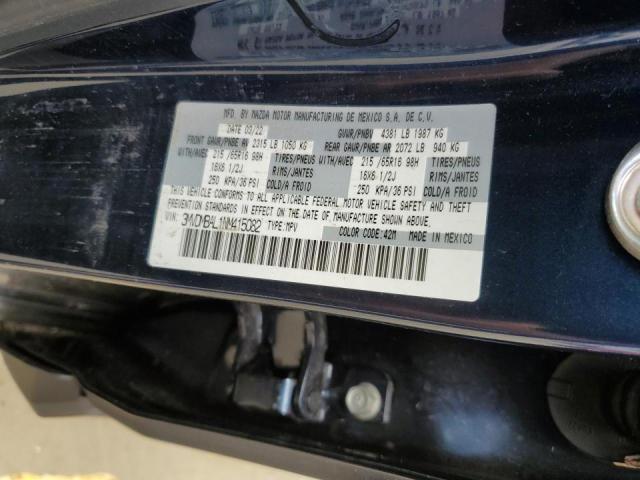 MFD. BY MAZDA MOTOR MANUFACTURING DE MEXICO S.A. DE C.V.
DATE 03/22 GVWR/PNBV 4381 LB 1987 KG
FRONT GAWR/PNBE AV 2315 LB 1050 KG REAR GAWR/PNBE AR 2072 LB 940 KG
WITH/AVEC 215 /65R16 98H TIRES/PNEUS WITH/AVEC 215 /65R16 98H TIRES/PNEUS
16X6 1/2J RIMS/JANTES 16X6 1/2J RIMS/JANTES
250 KPA/36 PSI COLD/A FROID 250 KPA/36 PSI COLD/A FROID
THIS VEHICLE CONFORMS TO ALL APPLICABLE FEDERAL MOTOR VEHICLE SAFETY AND THEFT
PREVENTION STANDARDS IN EFFECT ON THE DATE OF MANUFACTURE SHOWN ABOVE.
VIN: 3MVDMBAL1NM415082 TYPE:MPV COLOR CODE:42M MADE IN MEXICO